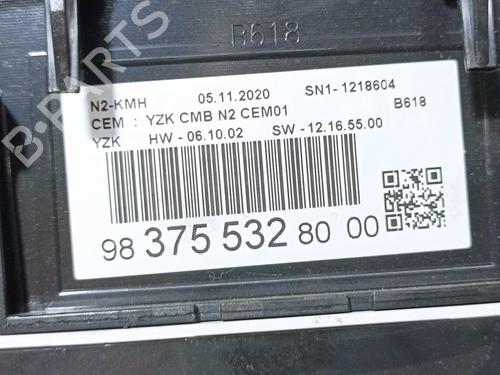 B618
N2-KMH 05.11.2020 SN1- 1218604
CEM : YZK CMB N2 CEM01 B618
YZK HW - 06.10.02 SW - 12.16.55.00
98 375 532 80 00
B-PARTS